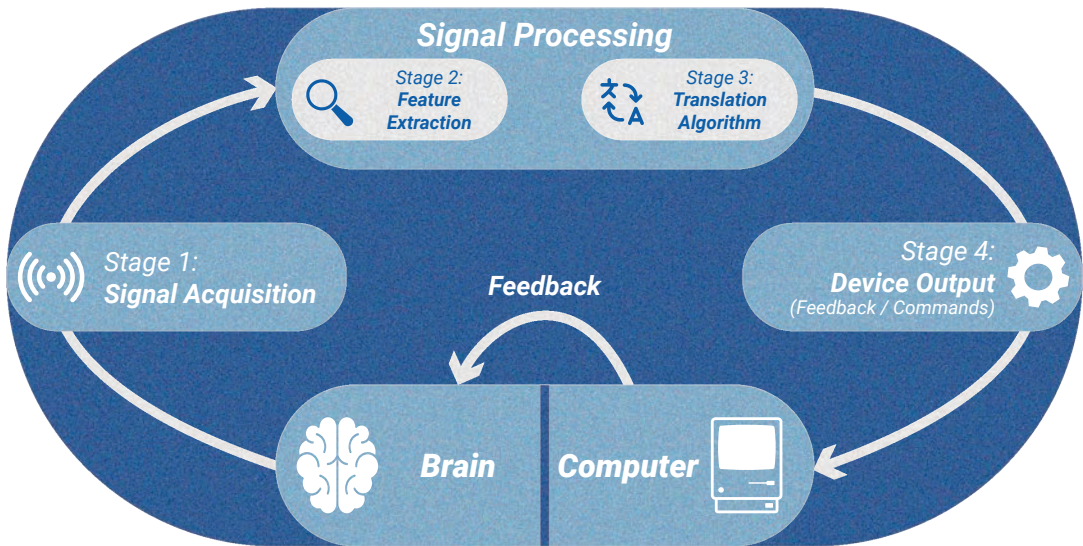 Signal Processing
Stage 2:
Feature
Extraction
文
A
Stage 3:
Translation
Algorithm
Stage 1:
Signal Acquisition
Stage 4:
Device Output
(Feedback / Commands)
Feedback
Brain
Computer